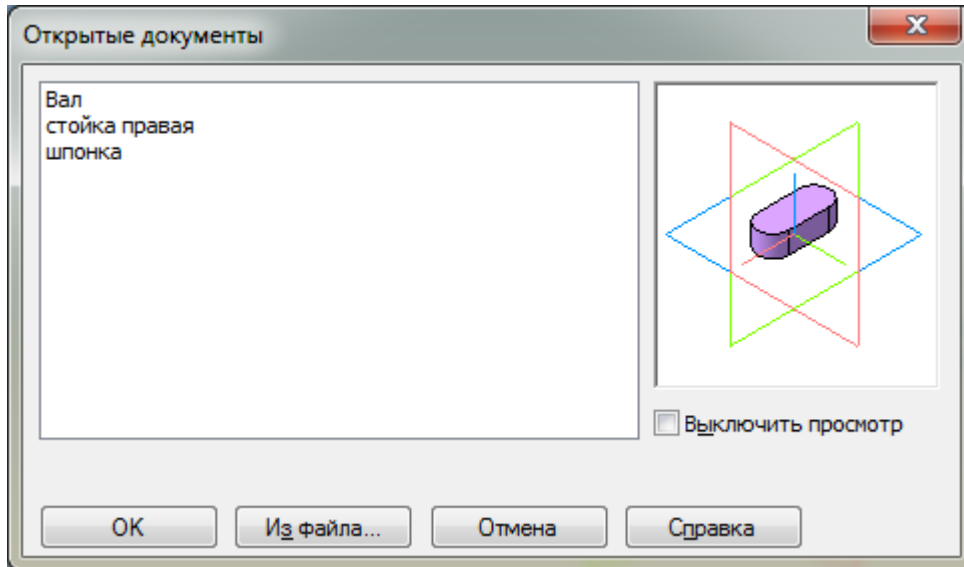 Открытые документы
Вал
стойка правая
шпонка
Выключить просмотр
OK
Из файла...
Отмена
Справка